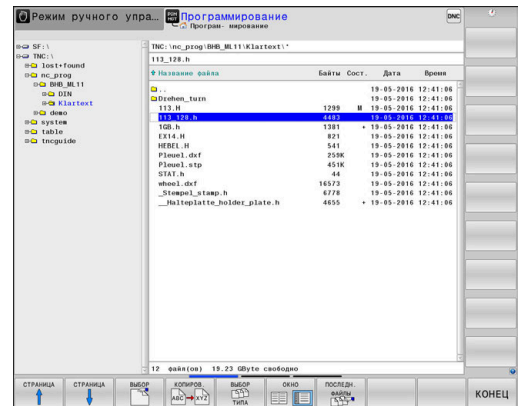 Режим ручного упра...
PGM MGT
Программирование
Програм- мирование
DNC
SF:\
TNC:\
lost+found
nc_prog
BHB_ML11
DIN
Klartext
demo
system
table
tncguide
TNC:\nc_prog\BHB_ML11\Klartext\*
113_128.h
Название файла Байты Сост. Дата Время
.. 19-05-2016 12:41:06
Drehen_turn 19-05-2016 12:41:06
113.H 1299 M 19-05-2016 12:41:06
113_128.h 4483 19-05-2016 12:41:06
1GB.h 1381 + 19-05-2016 12:41:06
EX14.H 821 19-05-2016 12:41:06
HEBEL.H 541 19-05-2016 12:41:06
Pleuel.dxf 259K 19-05-2016 12:41:06
Pleuel.stp 451K 19-05-2016 12:41:06
STAT.h 44 19-05-2016 12:41:06
wheel.dxf 16573 19-05-2016 12:41:06
_Stempel_stamp.h 6778 19-05-2016 12:41:06
__Halteplatte_holder_plate.h 4655 + 19-05-2016 12:41:06
12 файл(ов) 19.23 GByte свободно
СТРАНИЦА
СТРАНИЦА
ВЫБОР
КОПИРОВ.
ABC → XYZ
ВЫБОР
ТИПА
ОКНО
ПОСЛЕДН.
ФАЙЛЫ
КОНЕЦ